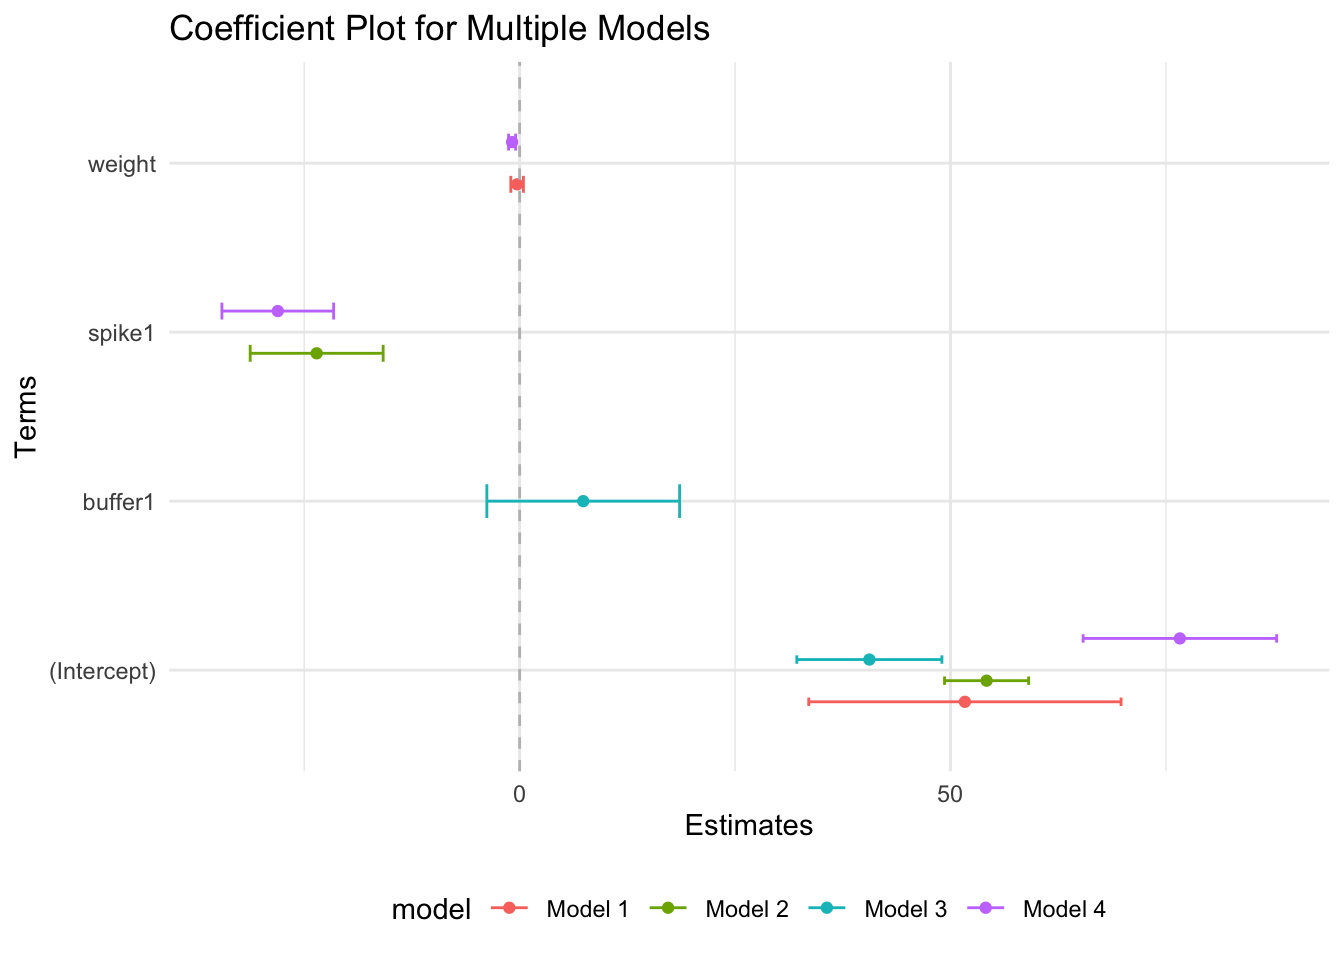 Coefficient Plot for Multiple Models
weight
spike1
buffer1
(Intercept)
Terms
0 50
Estimates
model Model 1 Model 2 Model 3 Model 4